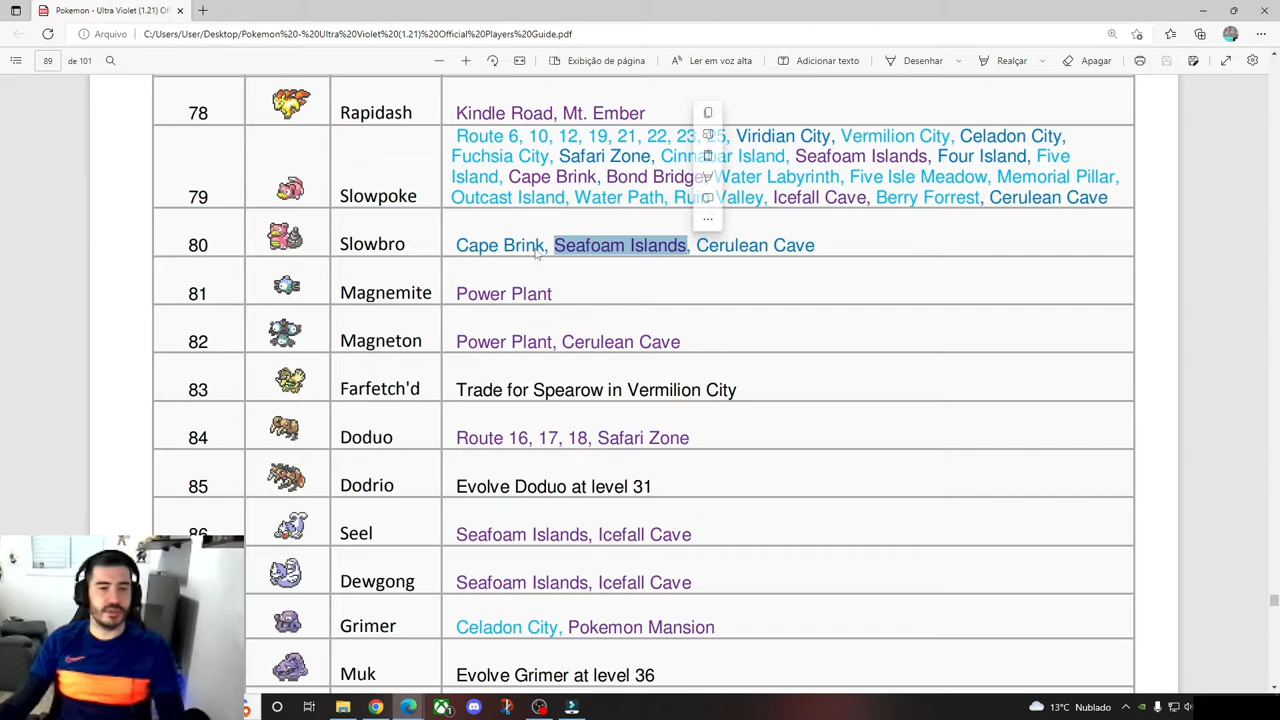 Pokemon - Ultra Violet (1.21) Of
Arquivo
C:/Users/User/Desktop/Pokemon%20-%20Ultra%20Violet%20(1.21)%20Official%20Players%20Guide.pdf
89
de 101
Exibição de página
Ler em voz alta
Adicionar texto
Desenhar
Realçar
Apagar
78
Rapidash
Kindle Road, Mt. Ember
79
Slowpoke
Route 6, 10, 12, 19, 21, 22, 23, 25, Viridian City, Vermilion City, Celadon City,
Fuchsia City, Safari Zone, Cinnabar Island, Seafoam Islands, Four Island, Five
Island, Cape Brink, Bond Bridge, Water Labyrinth, Five Isle Meadow, Memorial Pillar,
Outcast Island, Water Path, Ruin Valley, Icefall Cave, Berry Forrest, Cerulean Cave
80
Slowbro
Cape Brink, Seafoam Islands, Cerulean Cave
81
Magnemite
Power Plant
82
Magneton
Power Plant, Cerulean Cave
83
Farfetch'd
Trade for Spearow in Vermilion City
84
Doduo
Route 16, 17, 18, Safari Zone
85
Dodrio
Evolve Doduo at level 31
86
Seel
Seafoam Islands, Icefall Cave
Dewgong
Seafoam Islands, Icefall Cave
Grimer
Celadon City, Pokemon Mansion
Muk
Evolve Grimer at level 36
13°C Nublado